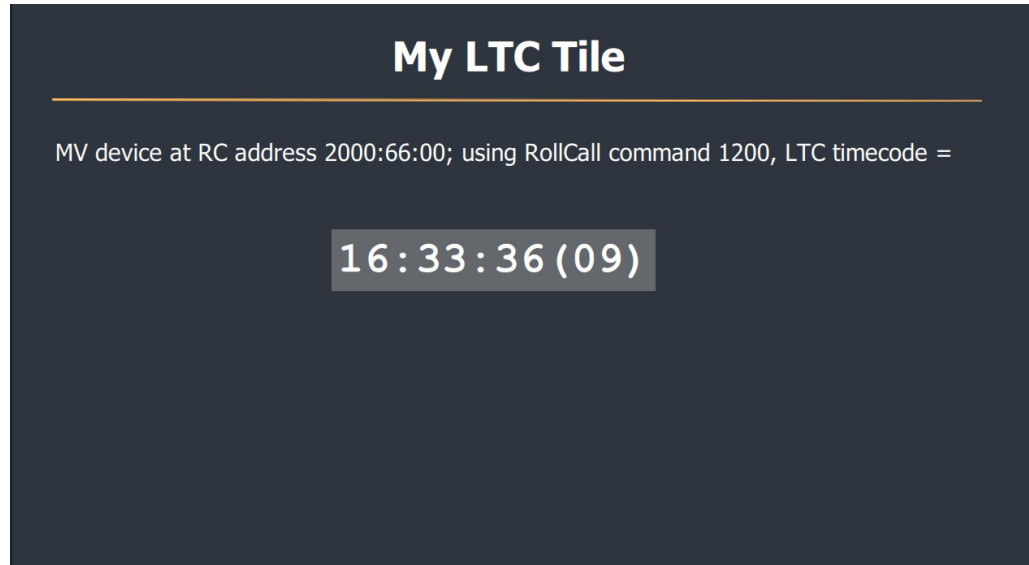 My LTC Tile
MV device at RC address 2000:66:00; using RollCall command 1200, LTC timecode =
16:33:36(09)